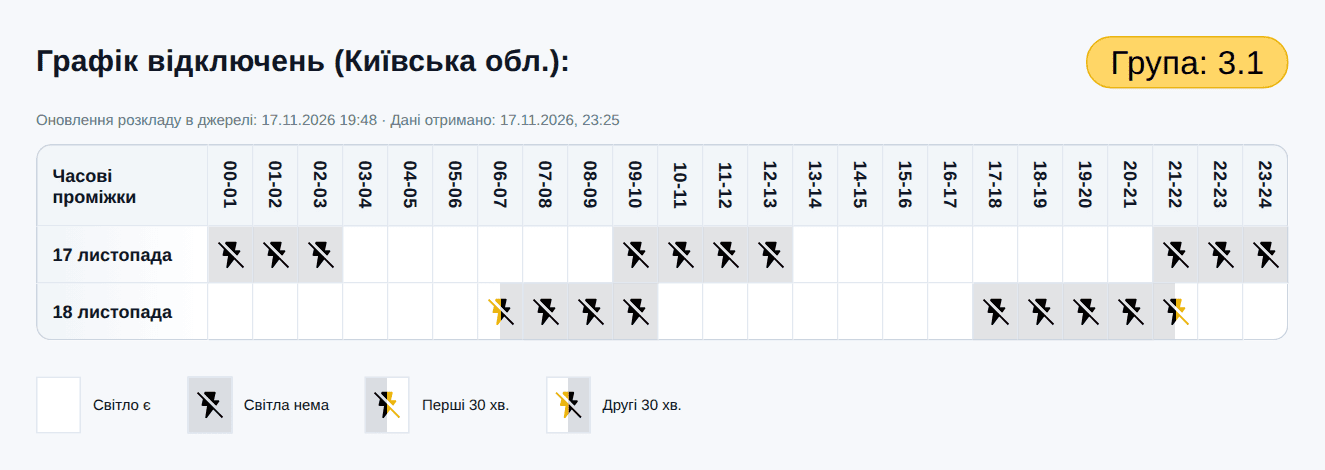 Графік відключень (Київська обл.):
Група: 3.1
Оновлення розкладу в джерелі: 17.11.2026 19:48 · Дані отримано: 17.11.2026, 23:25
Часові
проміжки
00-01 01-02 02-03 03-04 04-05 05-06 06-07 07-08 08-09 09-10 10-11 11-12 12-13 13-14 14-15 15-16 16-17 17-18 18-19 19-20 20-21 21-22 22-23 23-24
17 листопада
18 листопада
Світло є
Світла нема
Перші 30 хв.
Другі 30 хв.